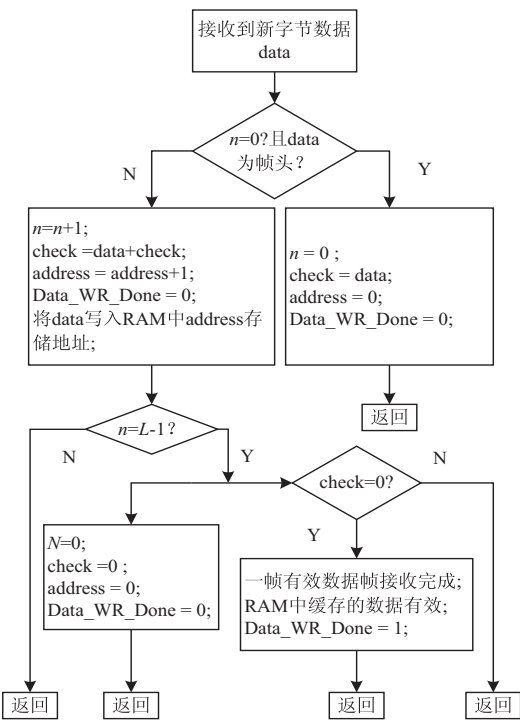 接收到新字节数据
data
n=0?且data
为帧头？
N
Y
n=n+1;
check =data+check;
address = address+1;
Data_WR_Done = 0;
将data写入RAM中address存
储地址;
n = 0 ;
check = data;
address = 0;
Data_WR_Done = 0;
返回
n=L-1？
N
Y
check=0?
N
Y
N=0;
check =0 ;
address = 0;
Data_WR_Done = 0;
一帧有效数据帧接收完成;
RAM中缓存的数据有效;
Data_WR_Done = 1;
返回
返回
返回
返回